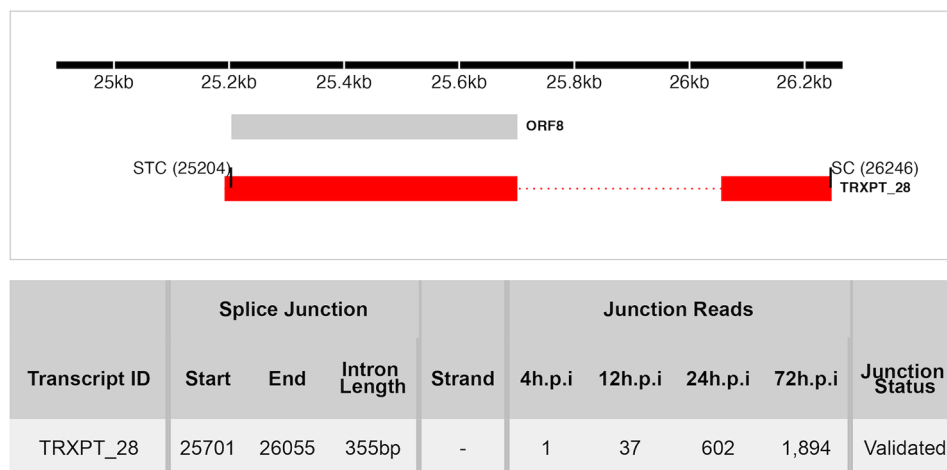 25kb 25.2kb 25.4kb 25.6kb 25.8kb 26kb 26.2kb
ORF8
STC (25204) SC (26246)
TRXPT_28
Splice Junction Junction Reads
Transcript ID Start End Intron Length Strand 4h.p.i 12h.p.i 24h.p.i 72h.p.i Junction Status
TRXPT_28 25701 26055 355bp - 1 37 602 1,894 Validated